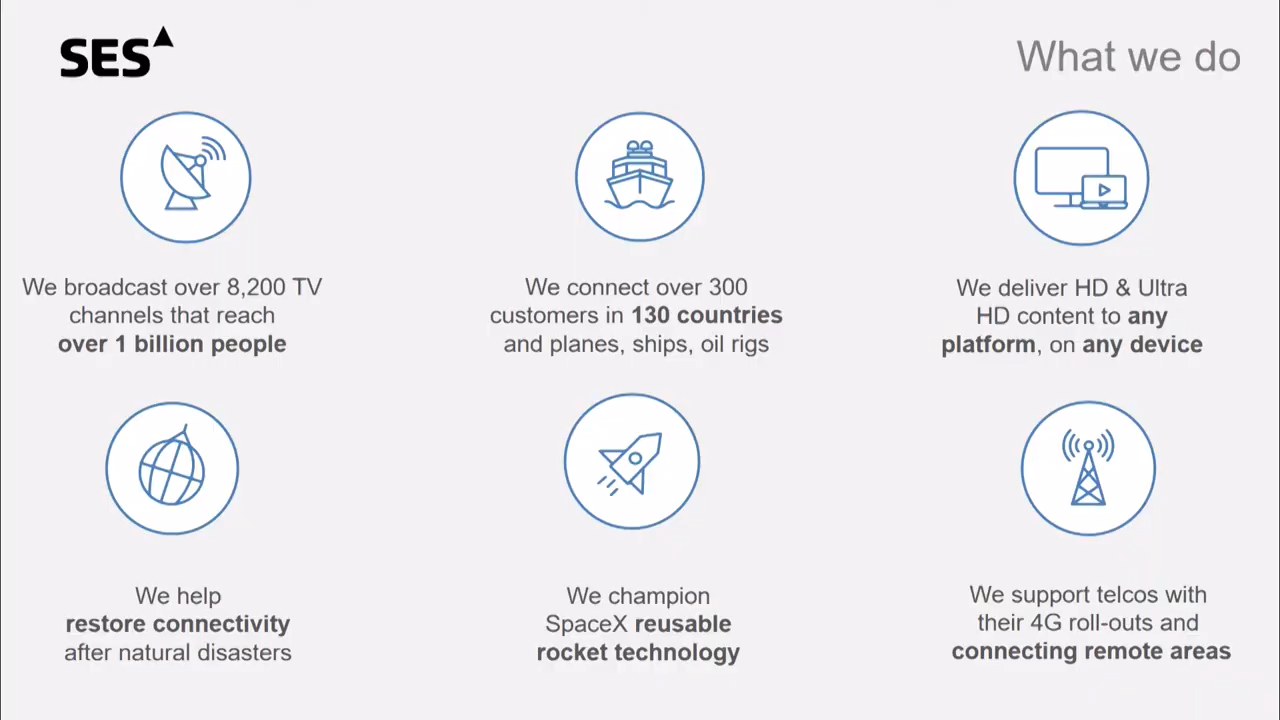 SES
What we do
We broadcast over 8,200 TV
channels that reach
over 1 billion people
We connect over 300
customers in 130 countries
and planes, ships, oil rigs
We deliver HD & Ultra
HD content to any
platform, on any device
We help
restore connectivity
after natural disasters
We champion
SpaceX reusable
rocket technology
We support telcos with
their 4G roll-outs and
connecting remote areas